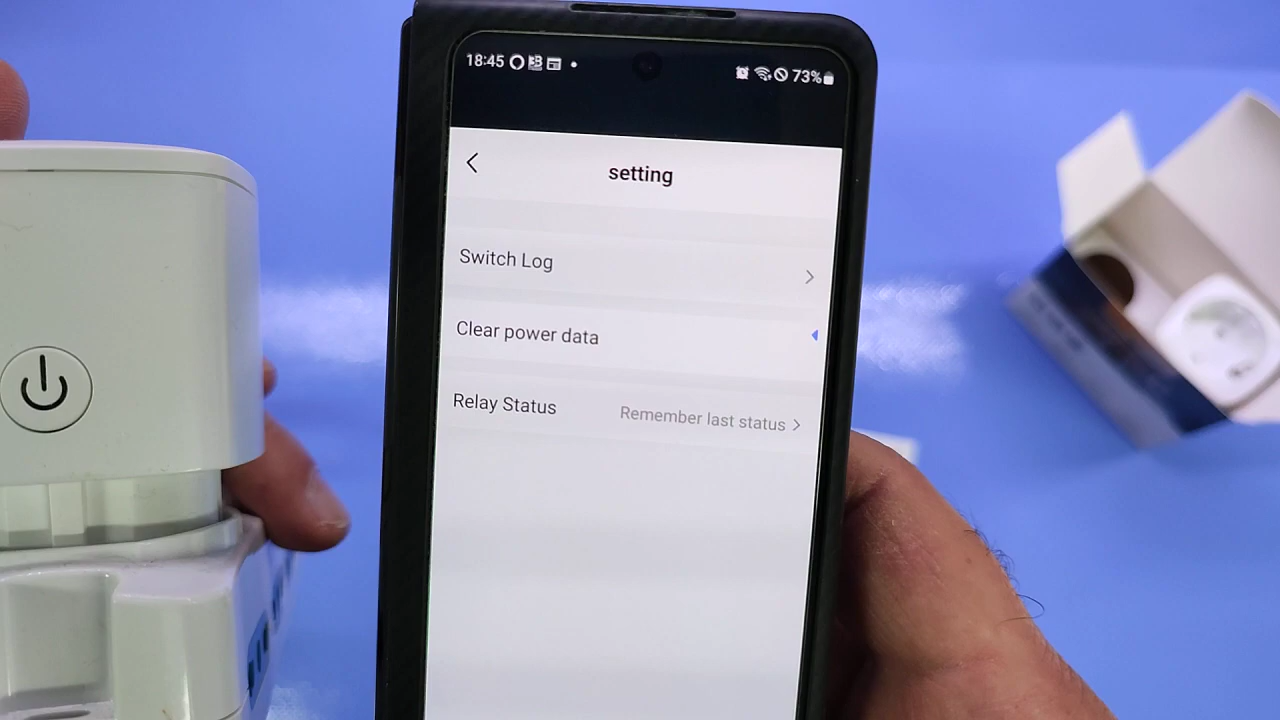 18:45
73%
setting
Switch Log
Clear power data
Relay Status Remember last status